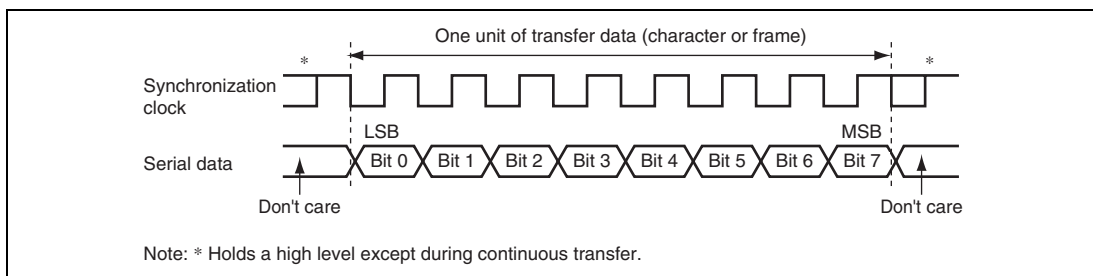 One unit of transfer data (character or frame)
* *
Synchronization
clock
LSB MSB
Serial data Bit 0 Bit 1 Bit 2 Bit 3 Bit 4 Bit 5 Bit 6 Bit 7
Don't care Don't care
Note: * Holds a high level except during continuous transfer.